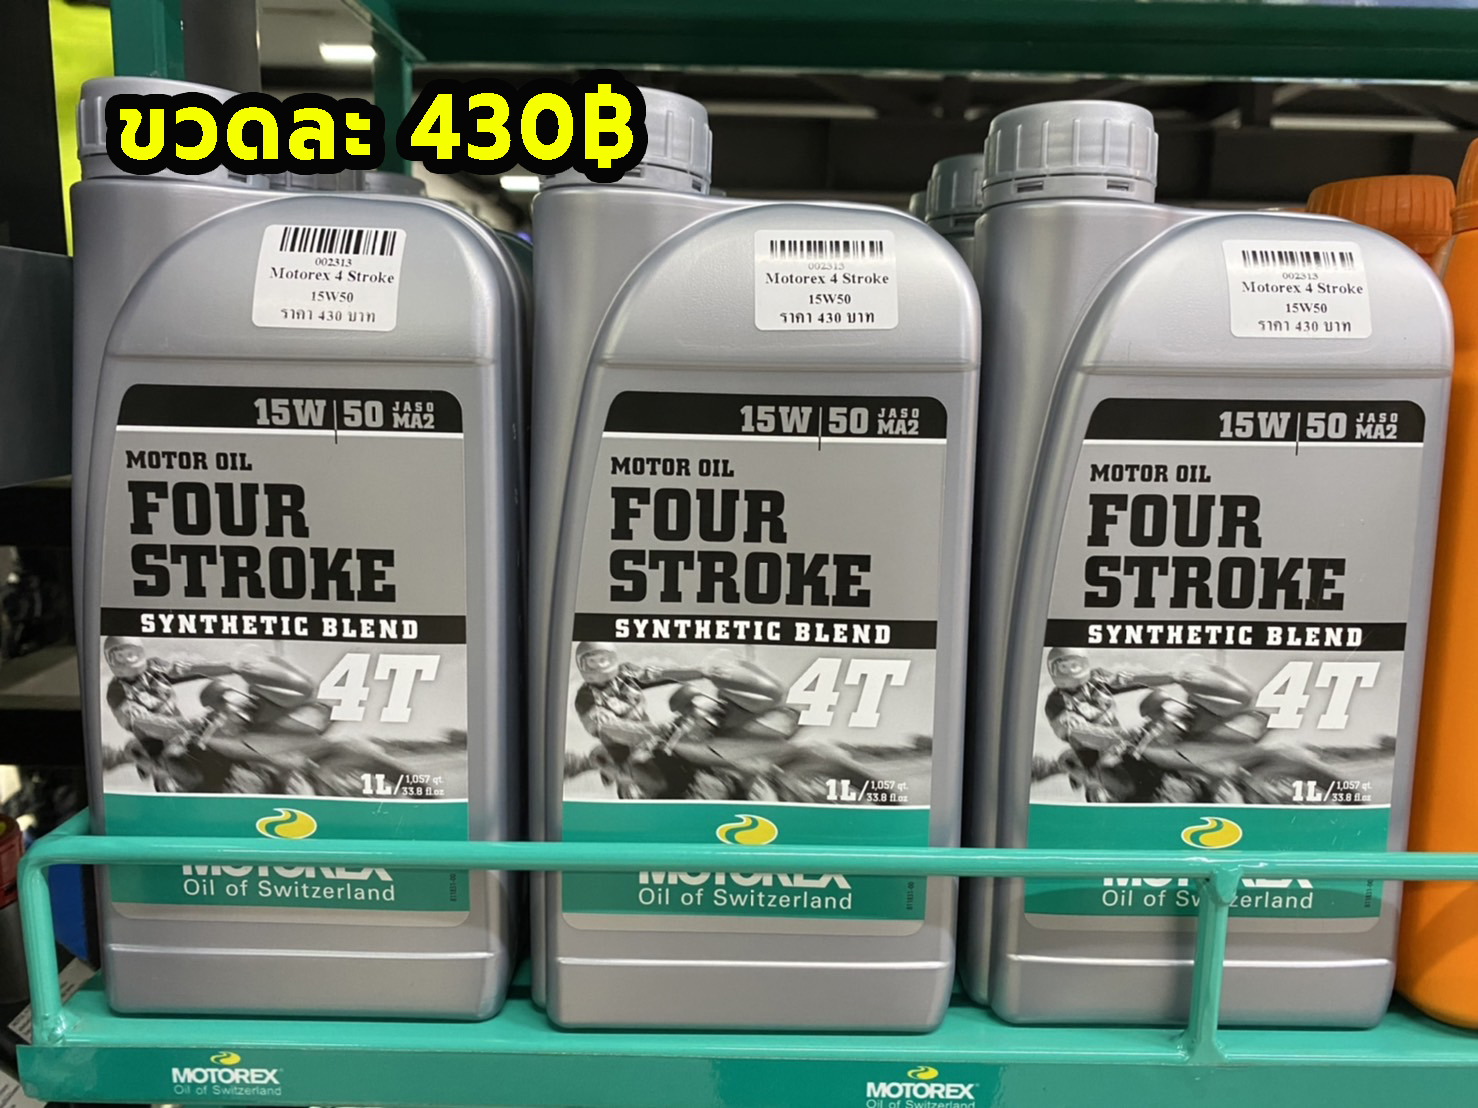 ขวดละ 430฿
002313
Motorex 4 Stroke
15W50
ราคา 430 บาท
002313
Motorex 4 Stroke
15W50
ราคา 430 บาท
002313
Motorex 4 Stroke
15W50
ราคา 430 บาท
15W|50 JASO MA2
MOTOR OIL
FOUR
STROKE
SYNTHETIC BLEND
4T
1L/1,057 qt.
33.8 fl.oz
MOTOREX
Oil of Switzerland
15W|50 JASO MA2
MOTOR OIL
FOUR
STROKE
SYNTHETIC BLEND
4T
1L/1,057 qt.
33.8 fl.oz
MOTOREX
Oil of Switzerland
15W|50 JASO MA2
MOTOR OIL
FOUR
STROKE
SYNTHETIC BLEND
4T
1L/1,057 qt.
33.8 fl.oz
MOTOREX
Oil of Switzerland
MOTOREX
Oil of Switzerland
MOTOREX
Oil of Switzerland